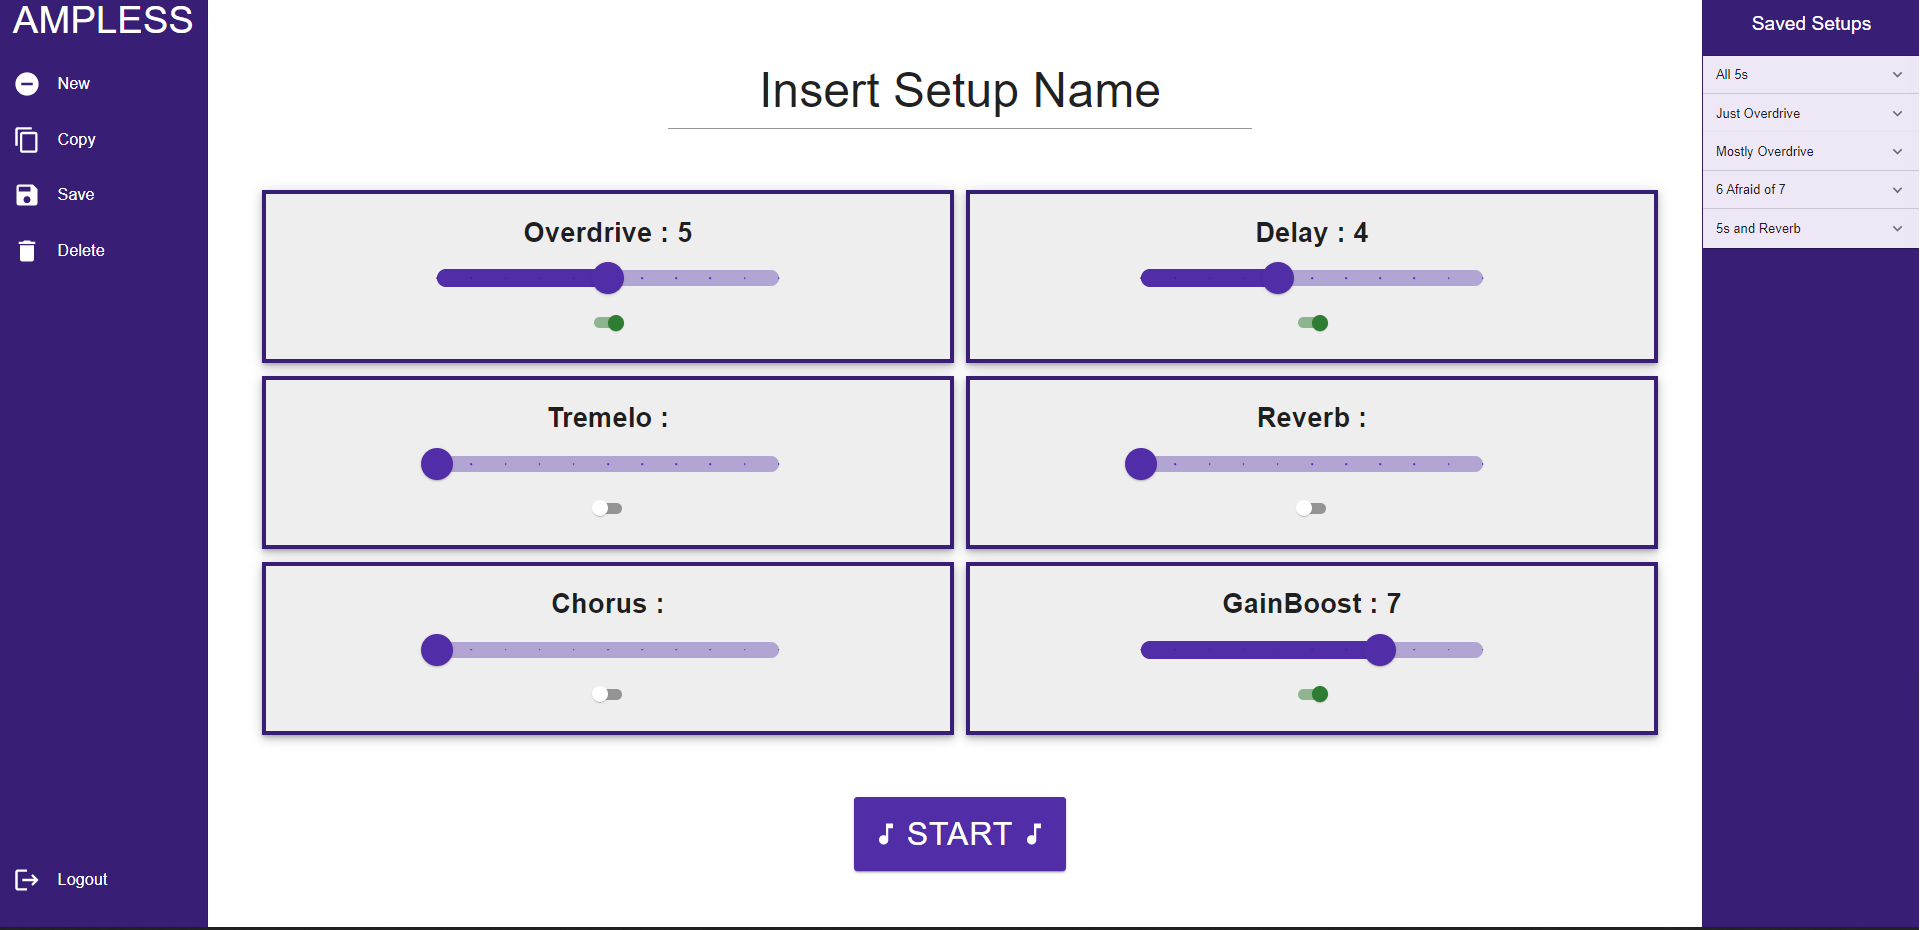 AMPLESS
New
Copy
Save
Delete
Logout
Insert Setup Name
Overdrive : 5
Delay : 4
Tremelo :
Reverb :
Chorus :
GainBoost : 7
START
Saved Setups
All 5s
Just Overdrive
Mostly Overdrive
6 Afraid of 7
5s and Reverb